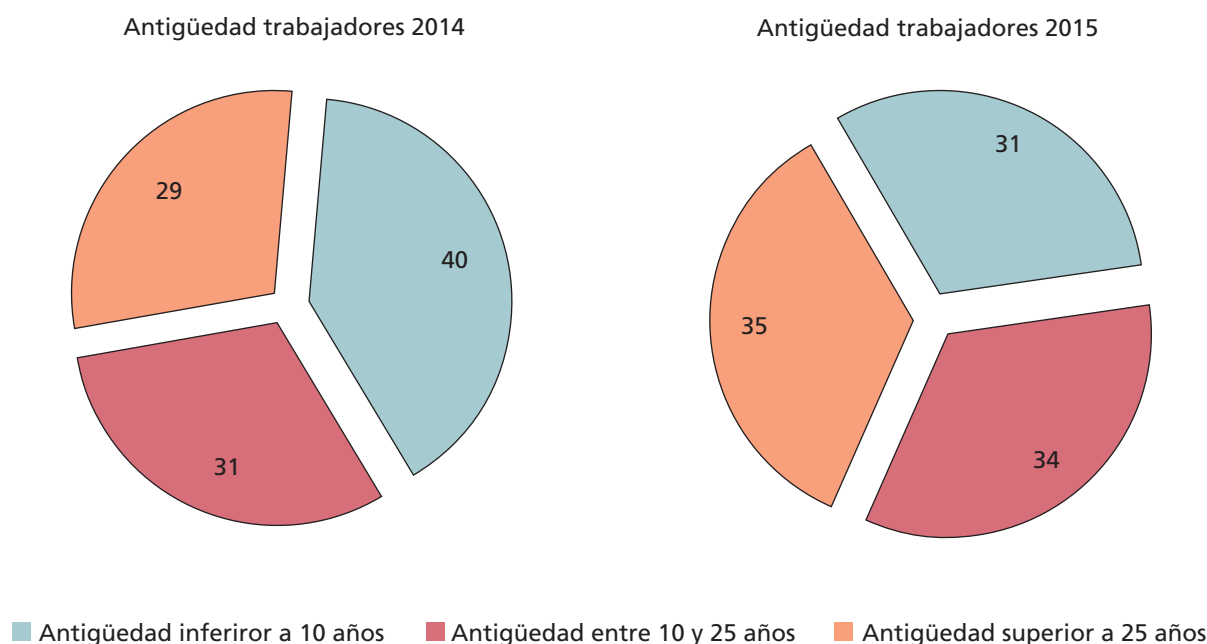 Antigüedad trabajadores 2014
Antigüedad trabajadores 2015
29
40
31
31
35
34
Antigüedad inferiror a 10 años
Antigüedad entre 10 y 25 años
Antigüedad superior a 25 años